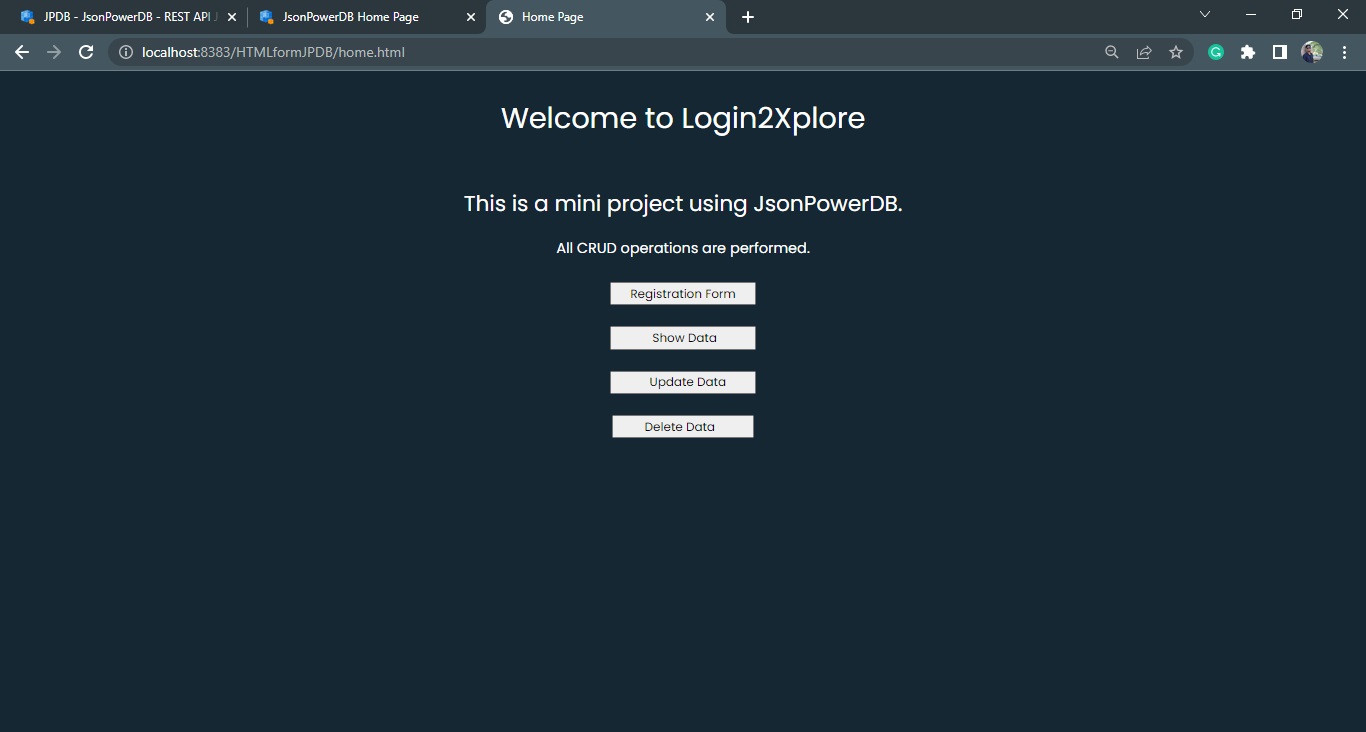 JPDB - JsonPowerDB - REST API J
JsonPowerDB Home Page
Home Page
localhost:8383/HTMLformJPDB/home.html
Welcome to Login2Xplore
This is a mini project using JsonPowerDB.
All CRUD operations are performed.
Registration Form
Show Data
Update Data
Delete Data